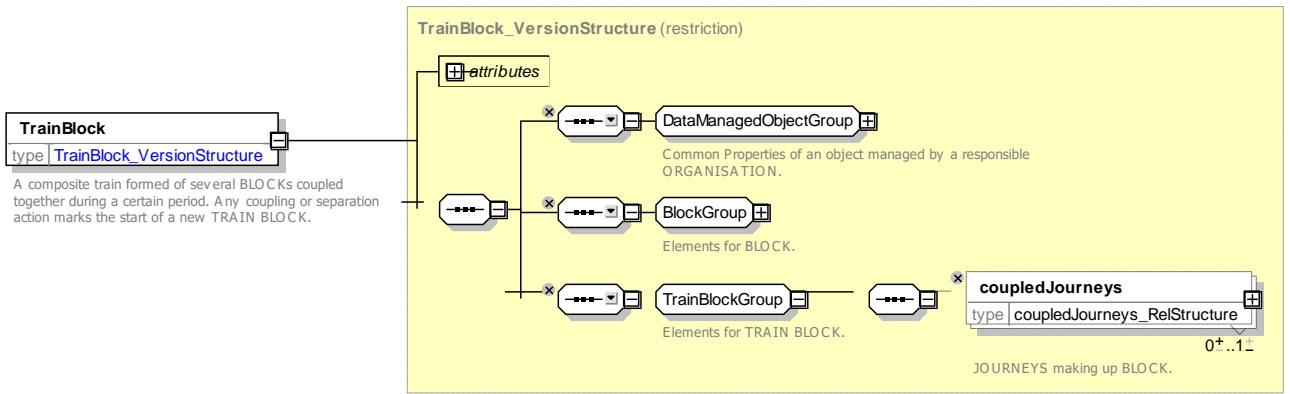 TrainBlock_VersionStructure (restriction)
attributes
TrainBlock
type TrainBlock_VersionStructure
A composite train formed of several BLOCKs coupled
together during a certain period. Any coupling or separation
action marks the start of a new TRAIN BLOCK.
DataManagedObjectGroup
Common Properties of an object managed by a responsible
ORGANISATION.
BlockGroup
Elements for BLOCK.
TrainBlockGroup
Elements for TRAIN BLOCK.
coupledJourneys
type coupledJourneys_RelStructure
0±..1±
JOURNEYS making up BLOCK.